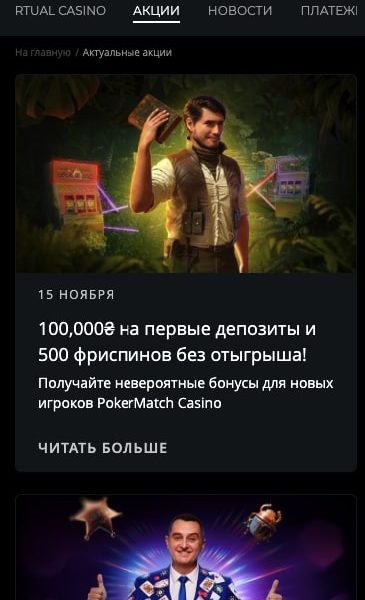 RTUAL CASINO АКЦИИ НОВОСТИ ПЛАТЕЖ
На главную / Актуальные акции
15 НОЯБРЯ
100,000₴ на первые депозиты и
500 фриспинов без отыгрыша!
Получайте невероятные бонусы для новых
игроков PokerMatch Casino
ЧИТАТЬ БОЛЬШЕ